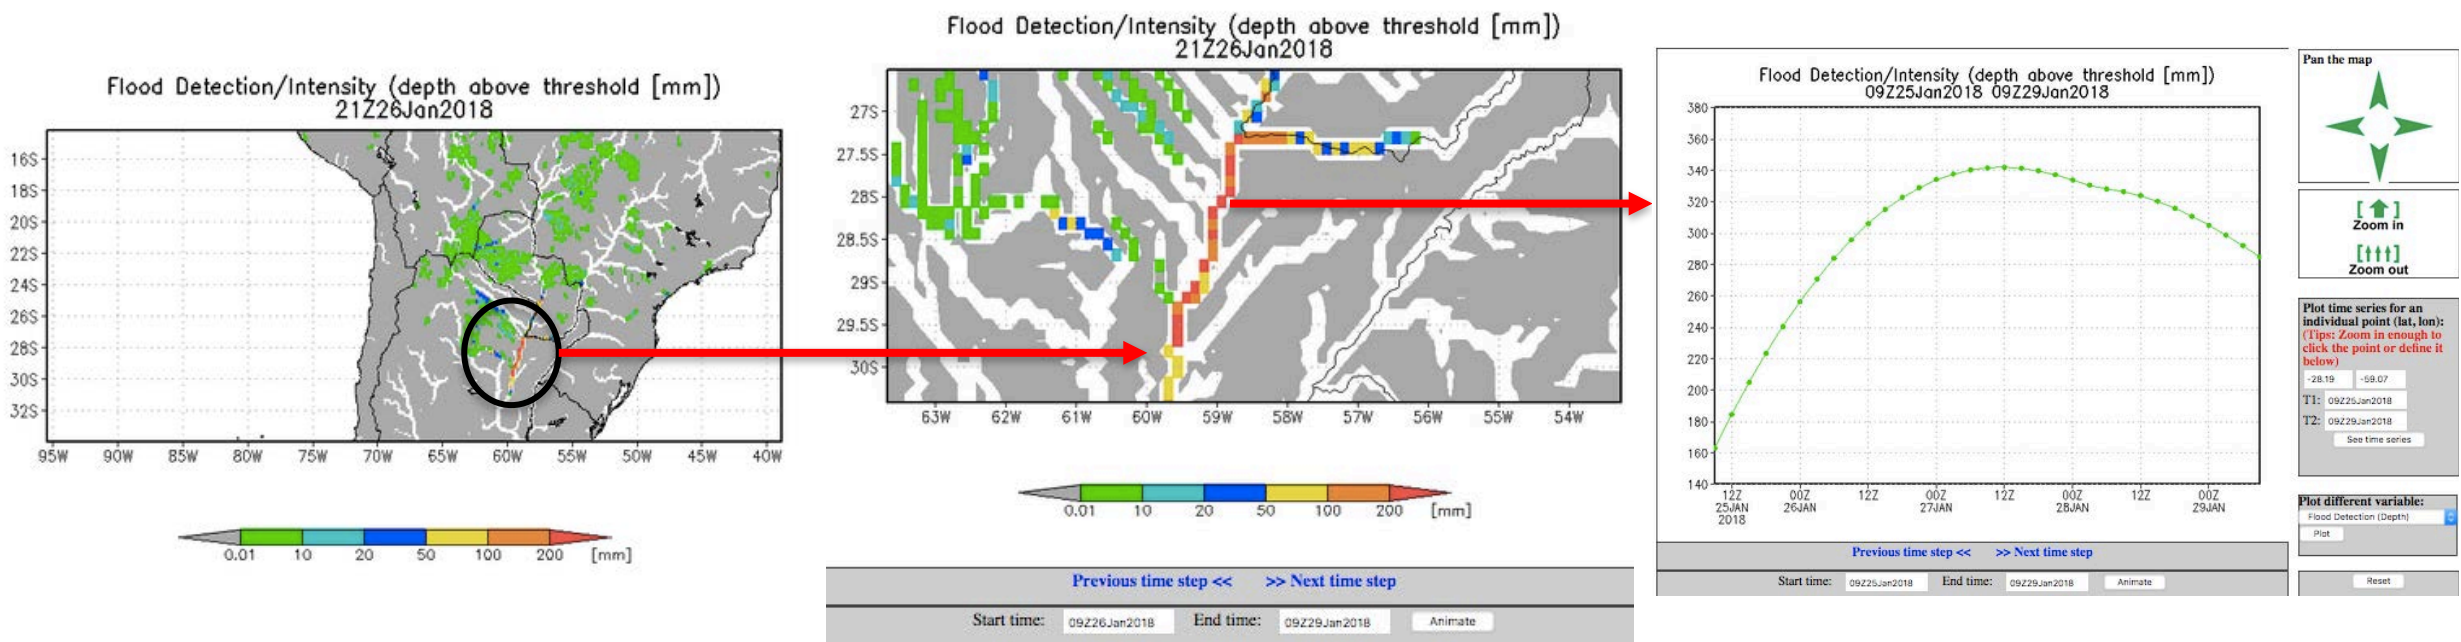 Flood Detection/Intensity (depth above threshold [mm])
21Z26Jan2018
16S
18S
20S
22S
24S
26S
28S
30S
32S
95W 90W 85W 80W 75W 70W 65W 60W 55W 50W 45W 40W
0.01 10 20 50 100 200 [mm]
Flood Detection/Intensity (depth above threshold [mm])
21Z26Jan2018
27S
27.5S
28S
28.5S
29S
29.5S
30S
63W 62W 61W 60W 59W 58W 57W 56W 55W 54W
0.01 10 20 50 100 200 [mm]
Previous time step << >> Next time step
Start time: 09Z26Jan2018 End time: 09Z29Jan2018 Animate
Flood Detection/Intensity (depth above threshold [mm])
09Z25Jan2018 09Z29Jan2018
380
360
340
320
300
280
260
240
220
200
180
160
140
12Z 00Z 12Z 00Z 12Z 00Z 12Z 00Z
25JAN 26JAN 27JAN 28JAN 29JAN
2018
Previous time step << >> Next time step
Start time: 09Z25Jan2018 End time: 09Z29Jan2018 Animate
Pan the map
Zoom in
Zoom out
Plot time series for an
individual point (lat, lon):
(Tips: Zoom in enough to
click the point or define it
below)
-28.19 -59.07
T1: 09Z25Jan2018
T2: 09Z29Jan2018
See time series
Plot different variable:
Flood Detection (Depth)
Plot
Reset